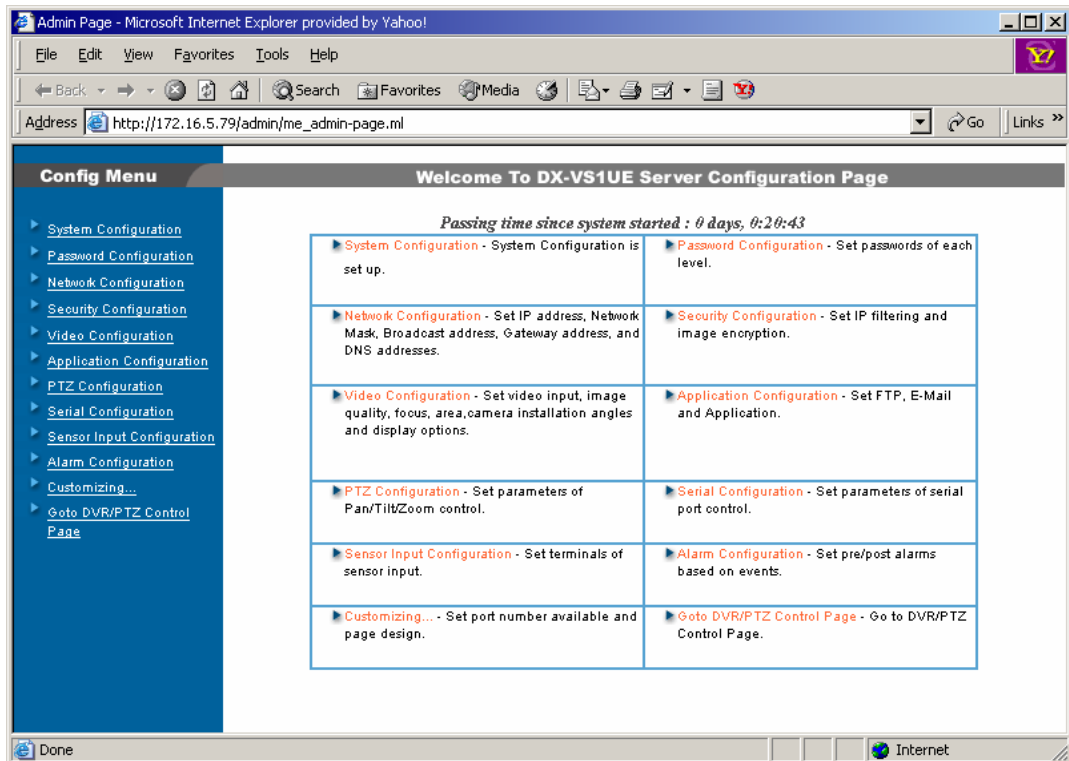 Admin Page - Microsoft Internet Explorer provided by Yahoo!
File Edit View Favorites Tools Help
Back Search Favorites Media
Address http://172.16.5.79/admin/me_admin-page.ml Go Links »
Config Menu
Welcome To DX-VS1UE Server Configuration Page
System Configuration
Password Configuration
Network Configuration
Security Configuration
Video Configuration
Application Configuration
PTZ Configuration
Serial Configuration
Sensor Input Configuration
Alarm Configuration
Customizing...
Goto DVR/PTZ Control
Page
Passing time since system started : 0 days, 0:20:43
System Configuration - System Configuration is
set up.
Password Configuration - Set passwords of each
level.
Network Configuration - Set IP address, Network
Mask, Broadcast address, Gateway address, and
DNS addresses.
Security Configuration - Set IP filtering and
image encryption.
Video Configuration - Set video input, image
quality, focus, area,camera installation angles
and display options.
Application Configuration - Set FTP, E-Mail
and Application.
PTZ Configuration - Set parameters of
Pan/Tilt/Zoom control.
Serial Configuration - Set parameters of serial
port control.
Sensor Input Configuration - Set terminals of
sensor input.
Alarm Configuration - Set pre/post alarms
based on events.
Customizing... - Set port number available and
page design.
Goto DVR/PTZ Control Page - Go to DVR/PTZ
Control Page.
Done
Internet